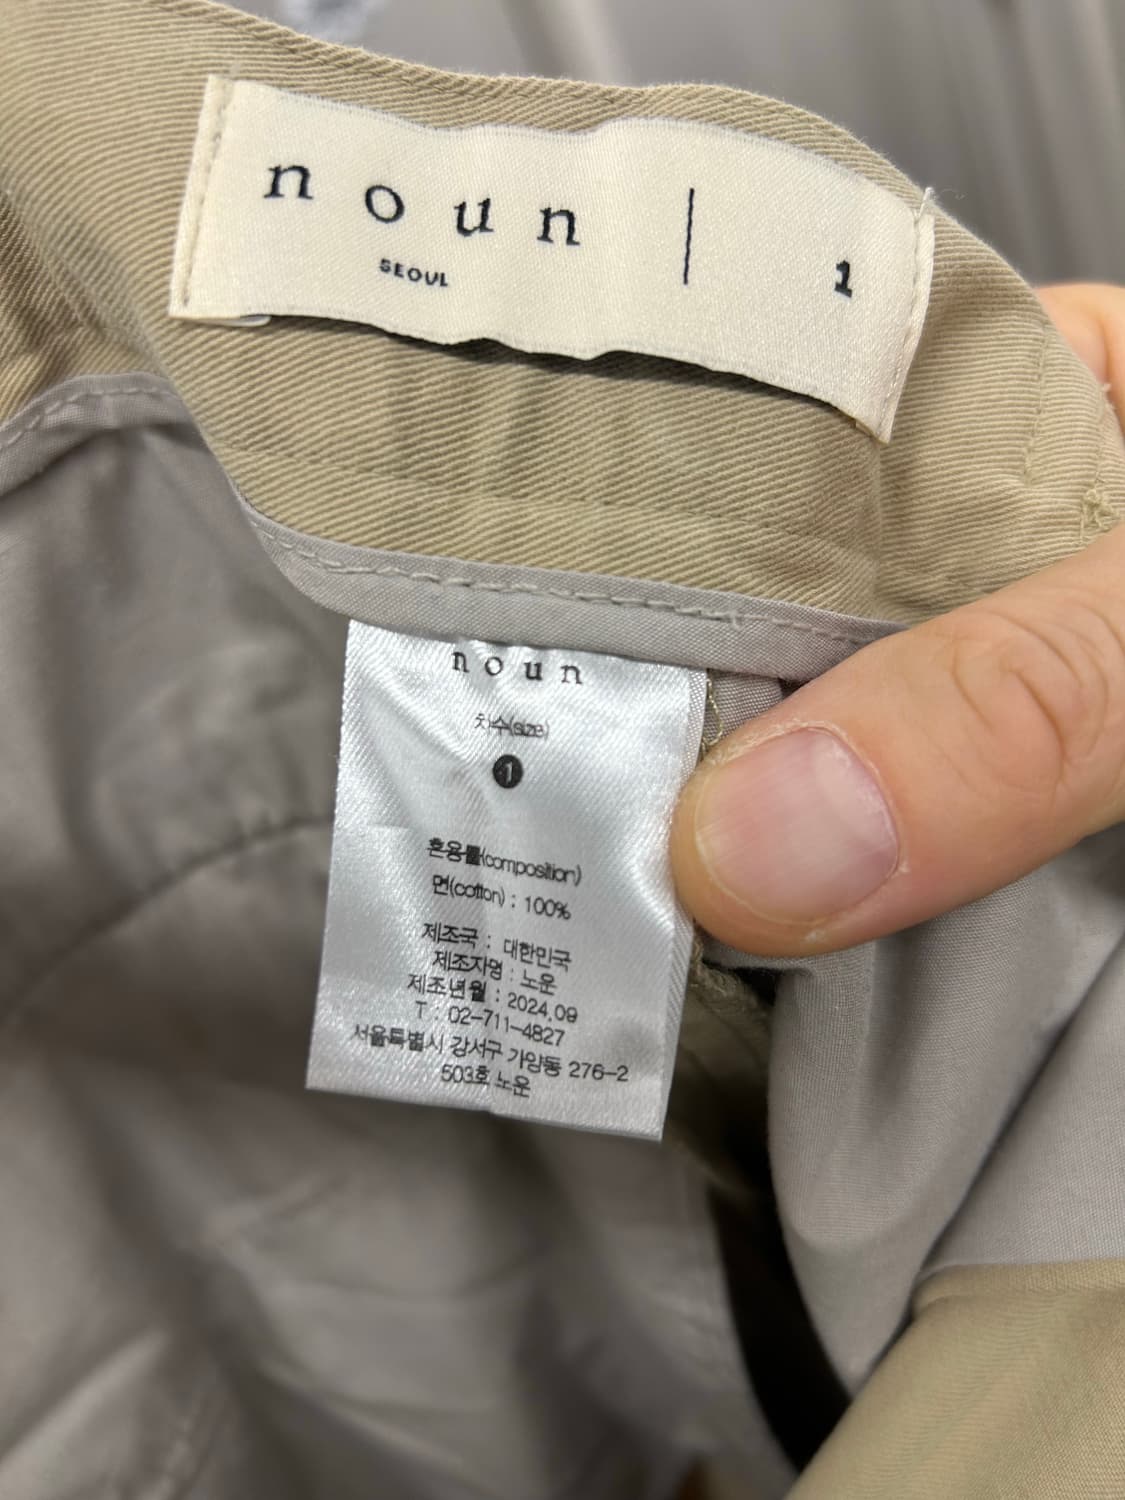 noun | 1
SEOUL
noun
치수(size)
1
혼용률(composition)
면(cotton) : 100%
제조국 : 대한민국
제조자명 : 노운
제조년월 : 2024.09
T : 02-711-4827
서울특별시 강서구 가양동 276-2
503호 노운